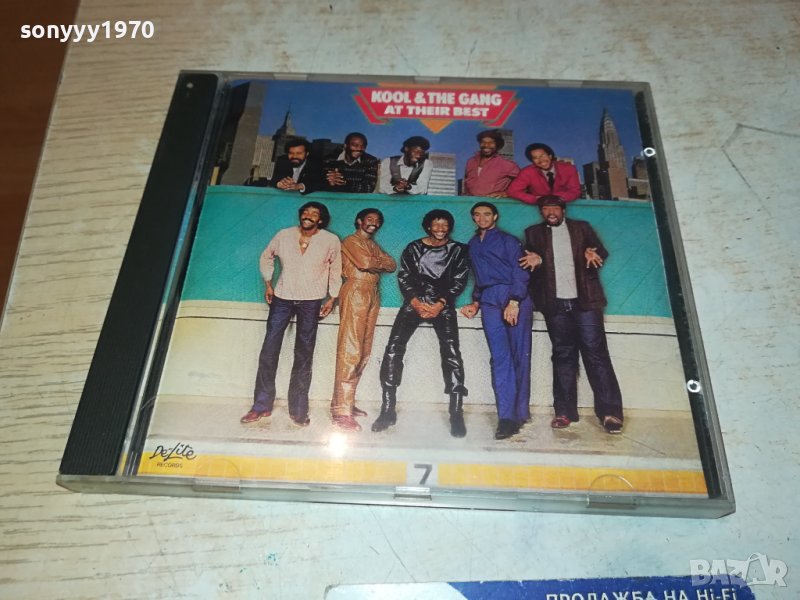 sonyyy1970
KOOL & THE GANG
AT THEIR BEST
De-Lite
RECORDS
7
ПРОДАЖБА НА Hi-Fi
BAZAR